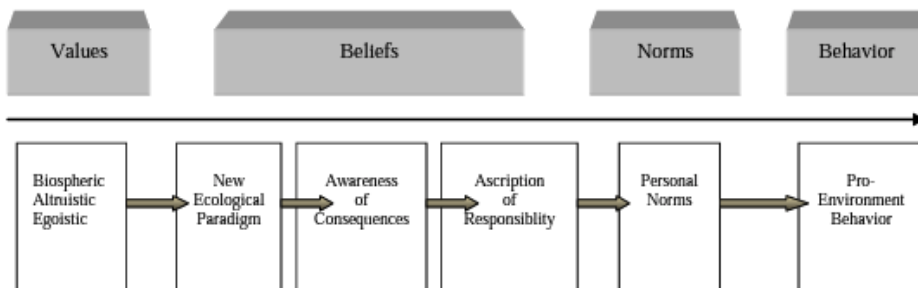 Values
Beliefs
Norms
Behavior
Biospheric
Altruistic
Egoistic
New
Ecological
Paradigm
Awareness
of
Consequences
Ascription
of
Responsiblity
Personal
Norms
Pro-
Environment
Behavior